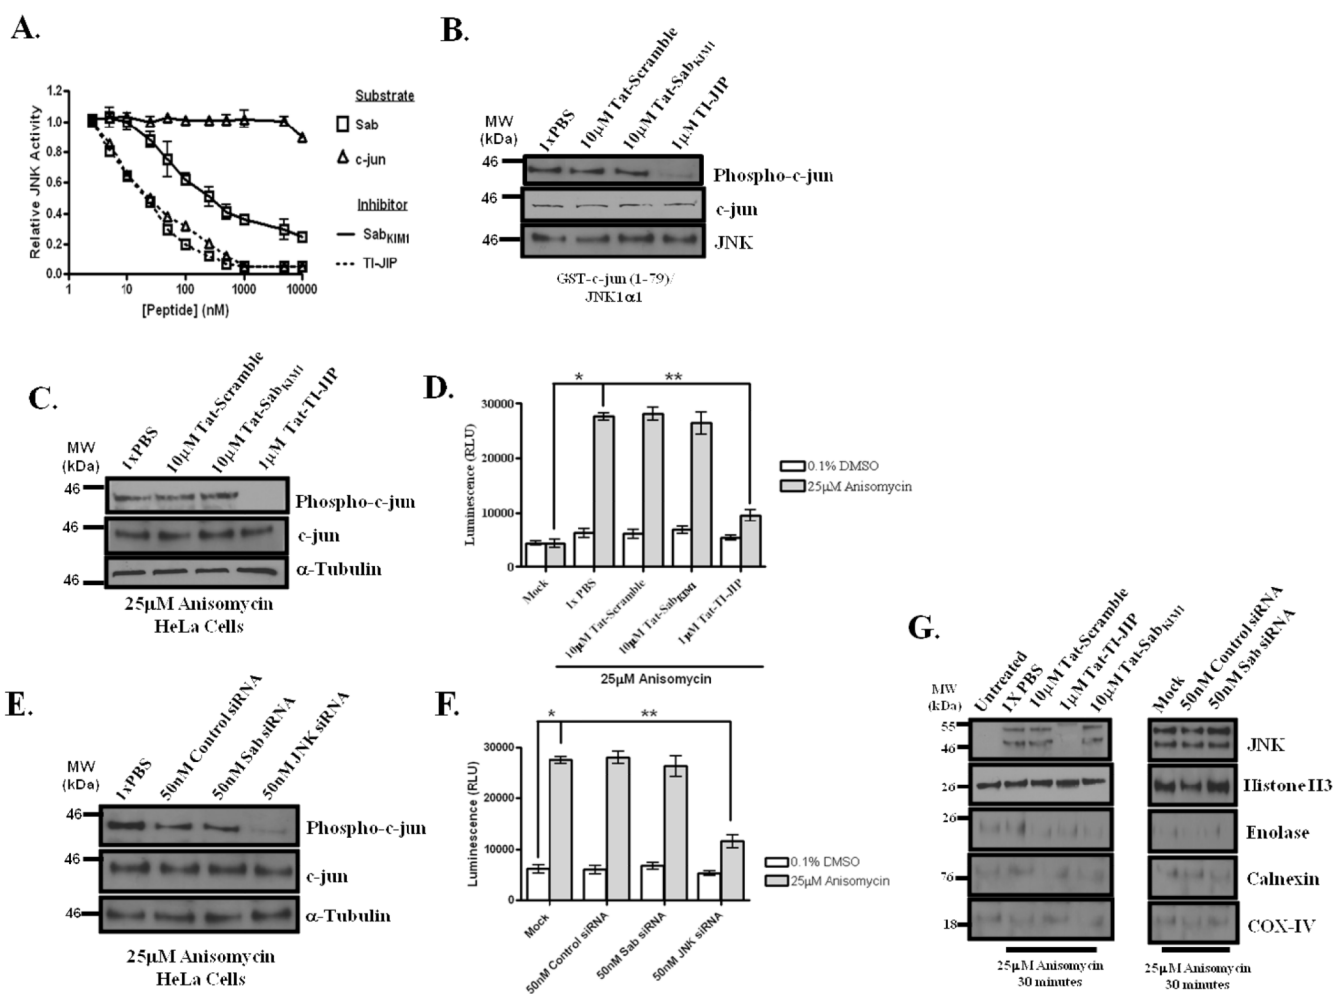 A.
1.2
1.0
0.8
0.6
0.4
0.2
0.0
Relative JNK Activity
1 10 100 1000 10000
[Peptide] (nM)
Substrate
Sab
c-jun
Inhibitor
SabKIM1
TI-JIP
B.
MW
(kDa)
1xPBS
10µM Tat-Scramble
10µM Tat-SabKIM1
1µM TI-JIP
46
Phospho-c-jun
46
c-jun
46
JNK
GST-c-jun (1-79)/
JNK1α1
C.
MW
(kDa)
1xPBS
10µM Tat-Scramble
10µM Tat-SabKIM1
1µM Tat-TI-JIP
46
Phospho-c-jun
46
c-jun
46
α-Tubulin
25µM Anisomycin
HeLa Cells
D.
* **
30000
20000
10000
0
Luminescence (RLU)
0.1% DMSO
25µM Anisomycin
Mock
1x PBS
10µM Tat-Scramble
10µM
1µM Tat-TI-JIP
25µM Anisomycin
E.
MW
(kDa)
1xPBS
50nM Control siRNA
50nM Sab siRNA
50nM JNK siRNA
46
Phospho-c-jun
46
c-jun
46
α-Tubulin
25µM Anisomycin
HeLa Cells
F.
* **
30000
20000
10000
0
Luminescence (RLU)
0.1% DMSO
25µM Anisomycin
Mock
50nM Control siRNA
50nM Sab siRNA
50nM JNK siRNA
G.
MW
(kDa)
Untreated
1X PBS
10µM Tat-Scramble
1µM Tat-TI-JIP
10µM Tat-SabKIM1
Mock
50nM Control siRNA
50nM Sab siRNA
55
46
JNK
26
Histone H3
26
Enolase
76
Calnexin
18
COX-IV
25µM Anisomycin
30 minutes
25µM Anisomycin
30 minutes